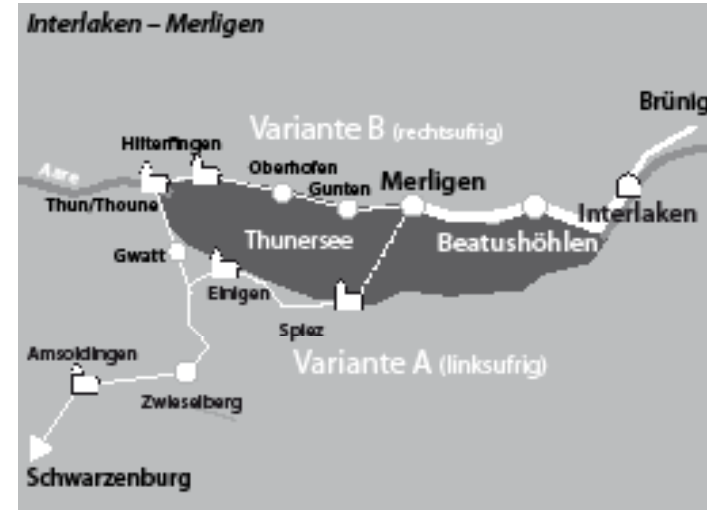 Interlaken – Merligen
Brünig
Variante B (rechtsufrig)
Hilterfingen
Aare
Oberhofen
Gunten
Merligen
Thun/Thoune
Interlaken
Thunersee
Beatushöhlen
Gwatt
Einigen
Spiez
Amsoldingen
Variante A (linksufrig)
Zwieselberg
Schwarzenburg